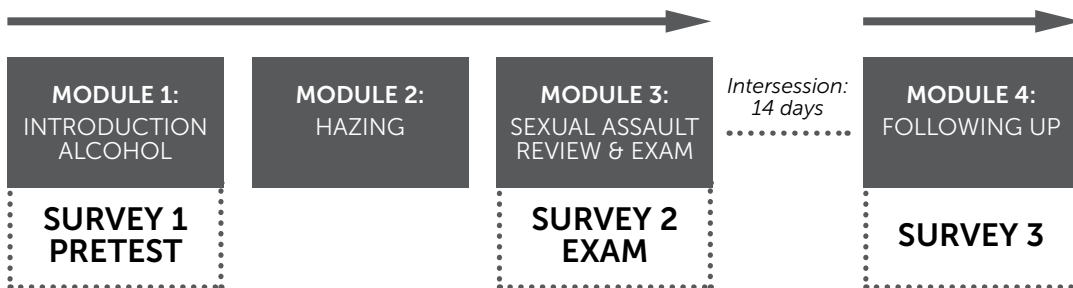 MODULE 1:
INTRODUCTION
ALCOHOL
SURVEY 1
PRETEST
MODULE 2:
HAZING
MODULE 3:
SEXUAL ASSAULT
REVIEW & EXAM
SURVEY 2
EXAM
Intersession:
14 days
MODULE 4:
FOLLOWING UP
SURVEY 3